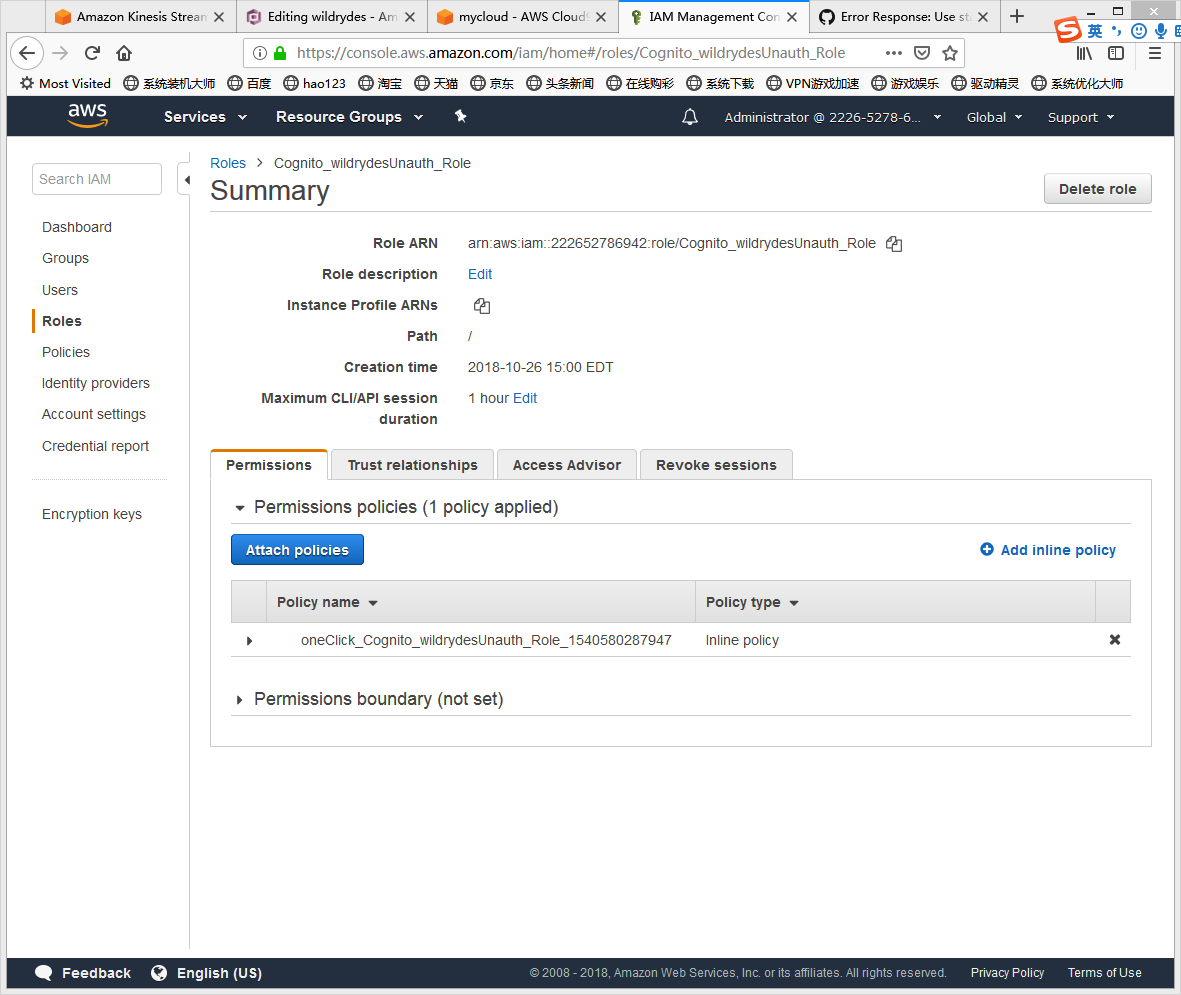 Amazon Kinesis Stream
Editing wildrydes - Am
mycloud - AWS Cloud
IAM Management Con
Error Response: Use st
英
https://console.aws.amazon.com/iam/home#/roles/Cognito_wildrydesUnauth_Role
Most Visited 系统装机大师 百度 hao123 淘宝 天猫 京东 头条新闻 在线购彩 系统下载 VPN游戏加速 游戏娱乐 驱动精灵 系统优化大师
aws Services Resource Groups Administrator @ 2226-5278-6... Global Support
Search IAM
Dashboard
Groups
Users
Roles
Policies
Identity providers
Account settings
Credential report
Encryption keys
Roles > Cognito_wildrydesUnauth_Role
Summary
Delete role
Role ARN arn:aws:iam::222652786942:role/Cognito_wildrydesUnauth_Role
Role description Edit
Instance Profile ARNs
Path /
Creation time 2018-10-26 15:00 EDT
Maximum CLI/API session 1 hour Edit
duration
Permissions Trust relationships Access Advisor Revoke sessions
Permissions policies (1 policy applied)
Attach policies Add inline policy
Policy name Policy type
oneClick_Cognito_wildrydesUnauth_Role_1540580287947 Inline policy
Permissions boundary (not set)
Feedback English (US) © 2008 - 2018, Amazon Web Services, Inc. or its affiliates. All rights reserved. Privacy Policy Terms of Use